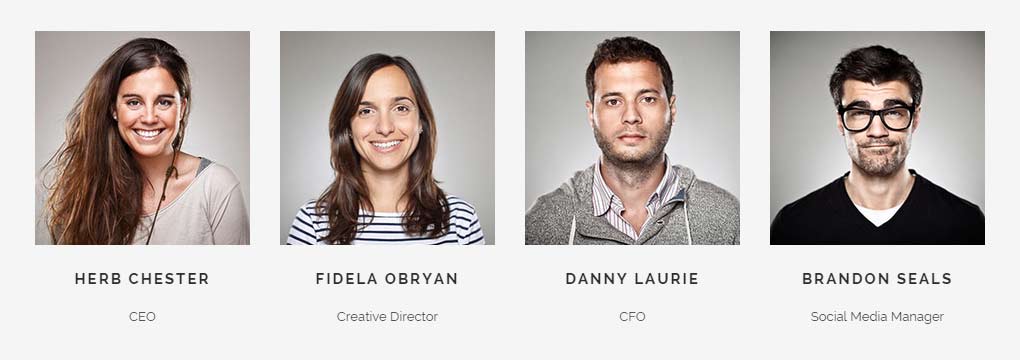 HERB CHESTER
CEO
FIDELA OBRYAN
Creative Director
DANNY LAURIE
CFO
BRANDON SEALS
Social Media Manager